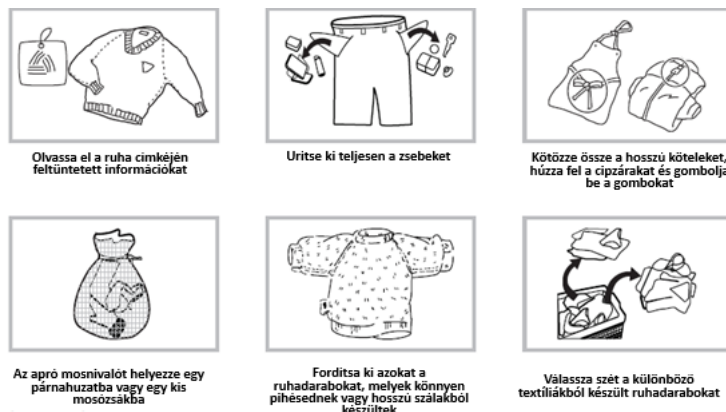 Olvassa el a ruha címkéjén
feltüntetett információkat
Urítse ki teljesen a zsebeket
Kötözze össze a hosszú köteleket,
húzza fel a cipzárakat és gombolja
be a gombokat
Az apró mosnivalót helyezze egy
párnahuzatba vagy egy kis
mosózsákba
Fordítsa ki azokat a
ruhadarabokat, melyek könnyen
pihésednek vagy hosszú szálakból
készültek
Válassza szét a különböző
textíliákból készült ruhadarabokat